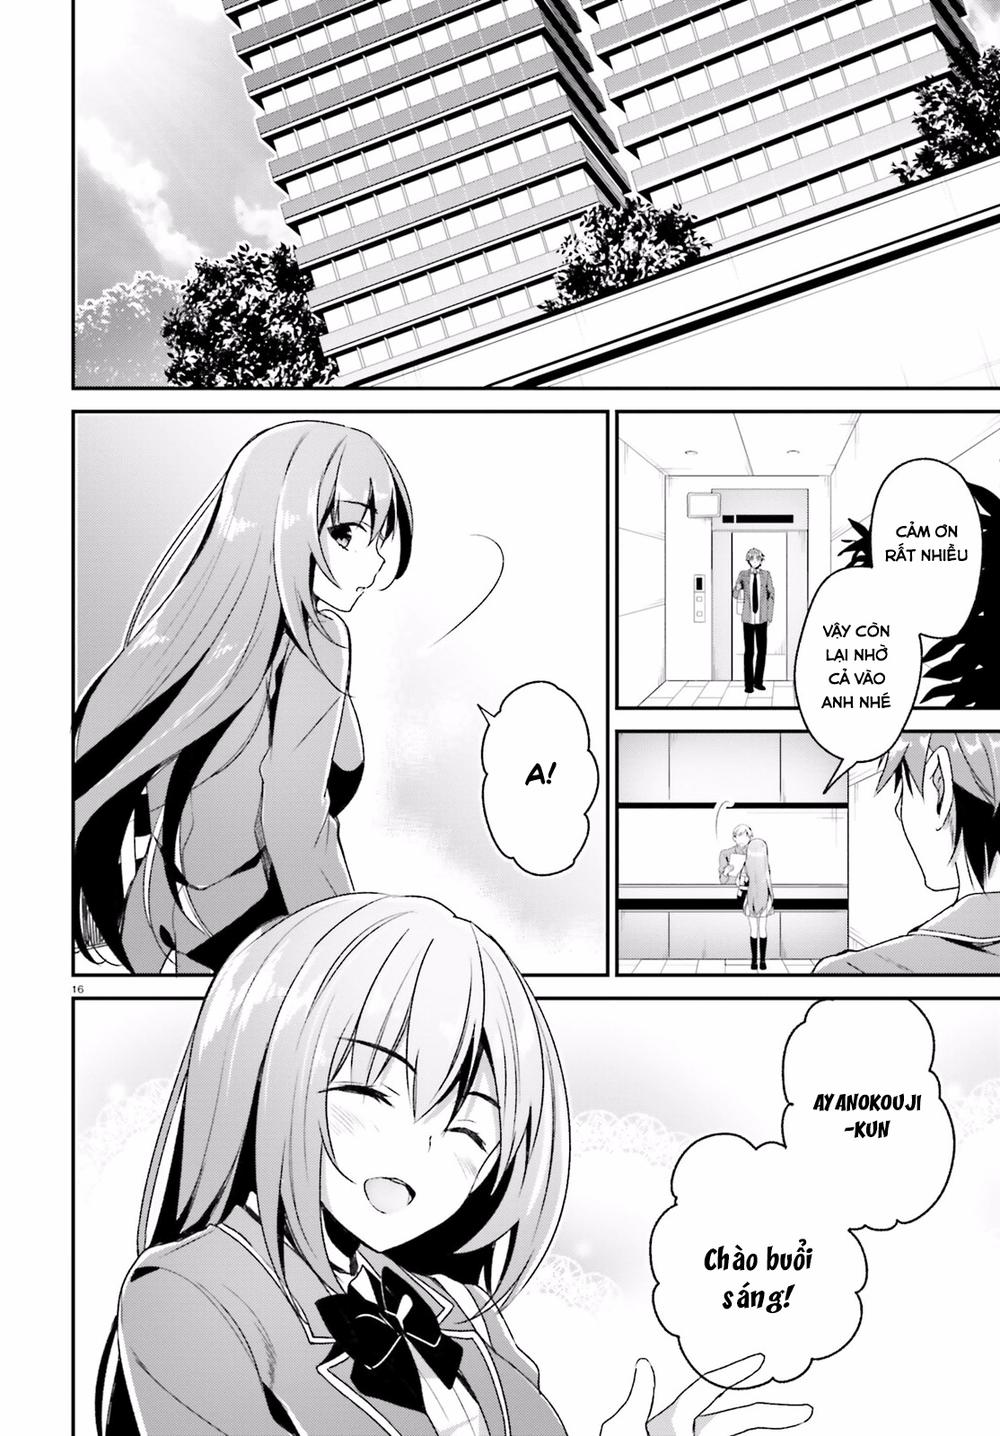 CẢM ƠN
RẤT NHIỀU
VẬY CÒN
LẠI NHỜ
CẢ VÀO
ANH NHÉ
A!
16
AYANOKOUJI
-KUN
Chào buổi
sáng!